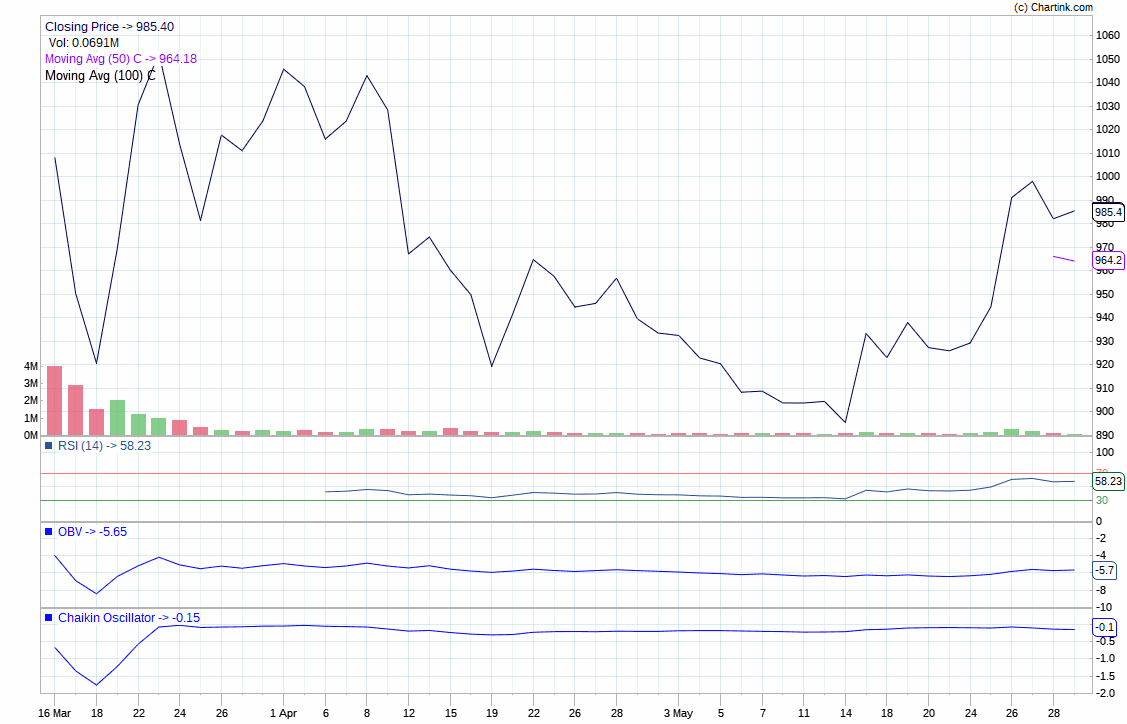 (c) Chartink.com
Closing Price -> 985.40
Vol: 0.0691M
Moving Avg (50) C -> 964.18
Moving Avg (100) C
1060
1050
1040
1030
1020
1010
1000
990
985.4
980
970
964.2
960
950
940
930
920
910
900
890
4M
3M
2M
1M
0M
RSI (14) -> 58.23
100
70
58.23
30
0
OBV -> -5.65
-2
-4
-5.7
-8
-10
Chaikin Oscillator -> -0.15
-0.1
-0.5
-1.0
-1.5
-2.0
16 Mar 18 22 24 26 1 Apr 6 8 12 15 19 22 26 28 3 May 5 7 11 14 18 20 24 26 28